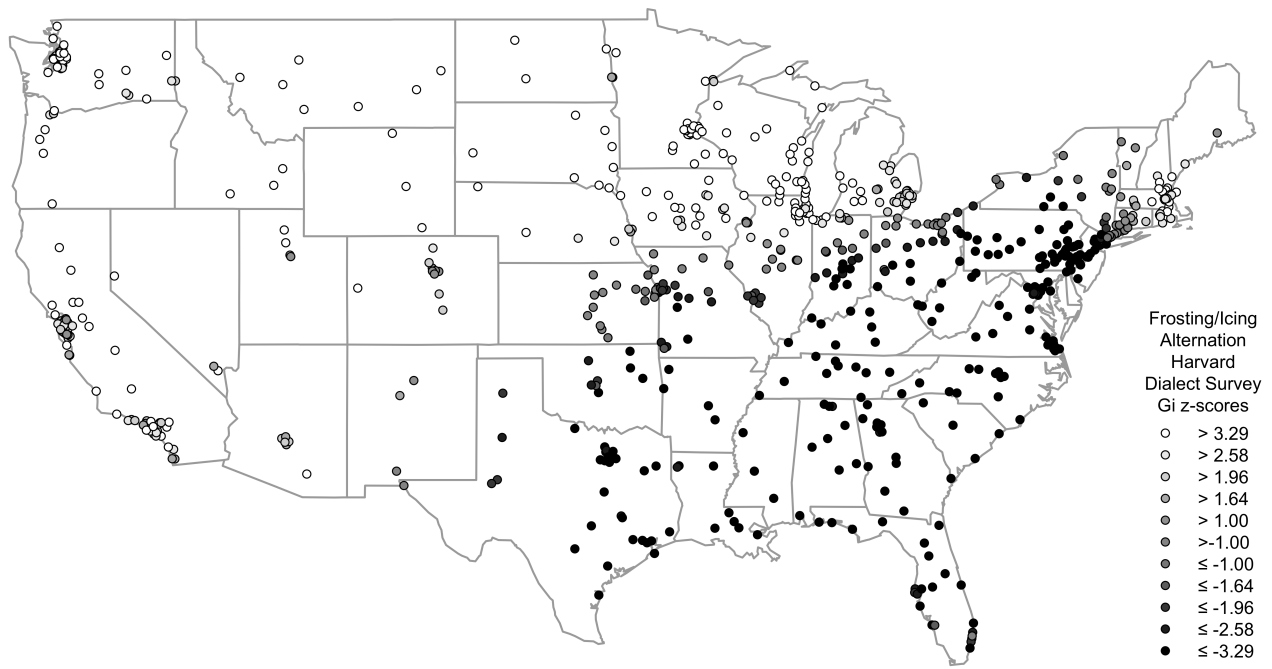 Frosting/Icing
Alternation
Harvard
Dialect Survey
Gi z-scores
> 3.29
> 2.58
> 1.96
> 1.64
> 1.00
>-1.00
≤ -1.00
≤ -1.64
≤ -1.96
≤ -2.58
≤ -3.29